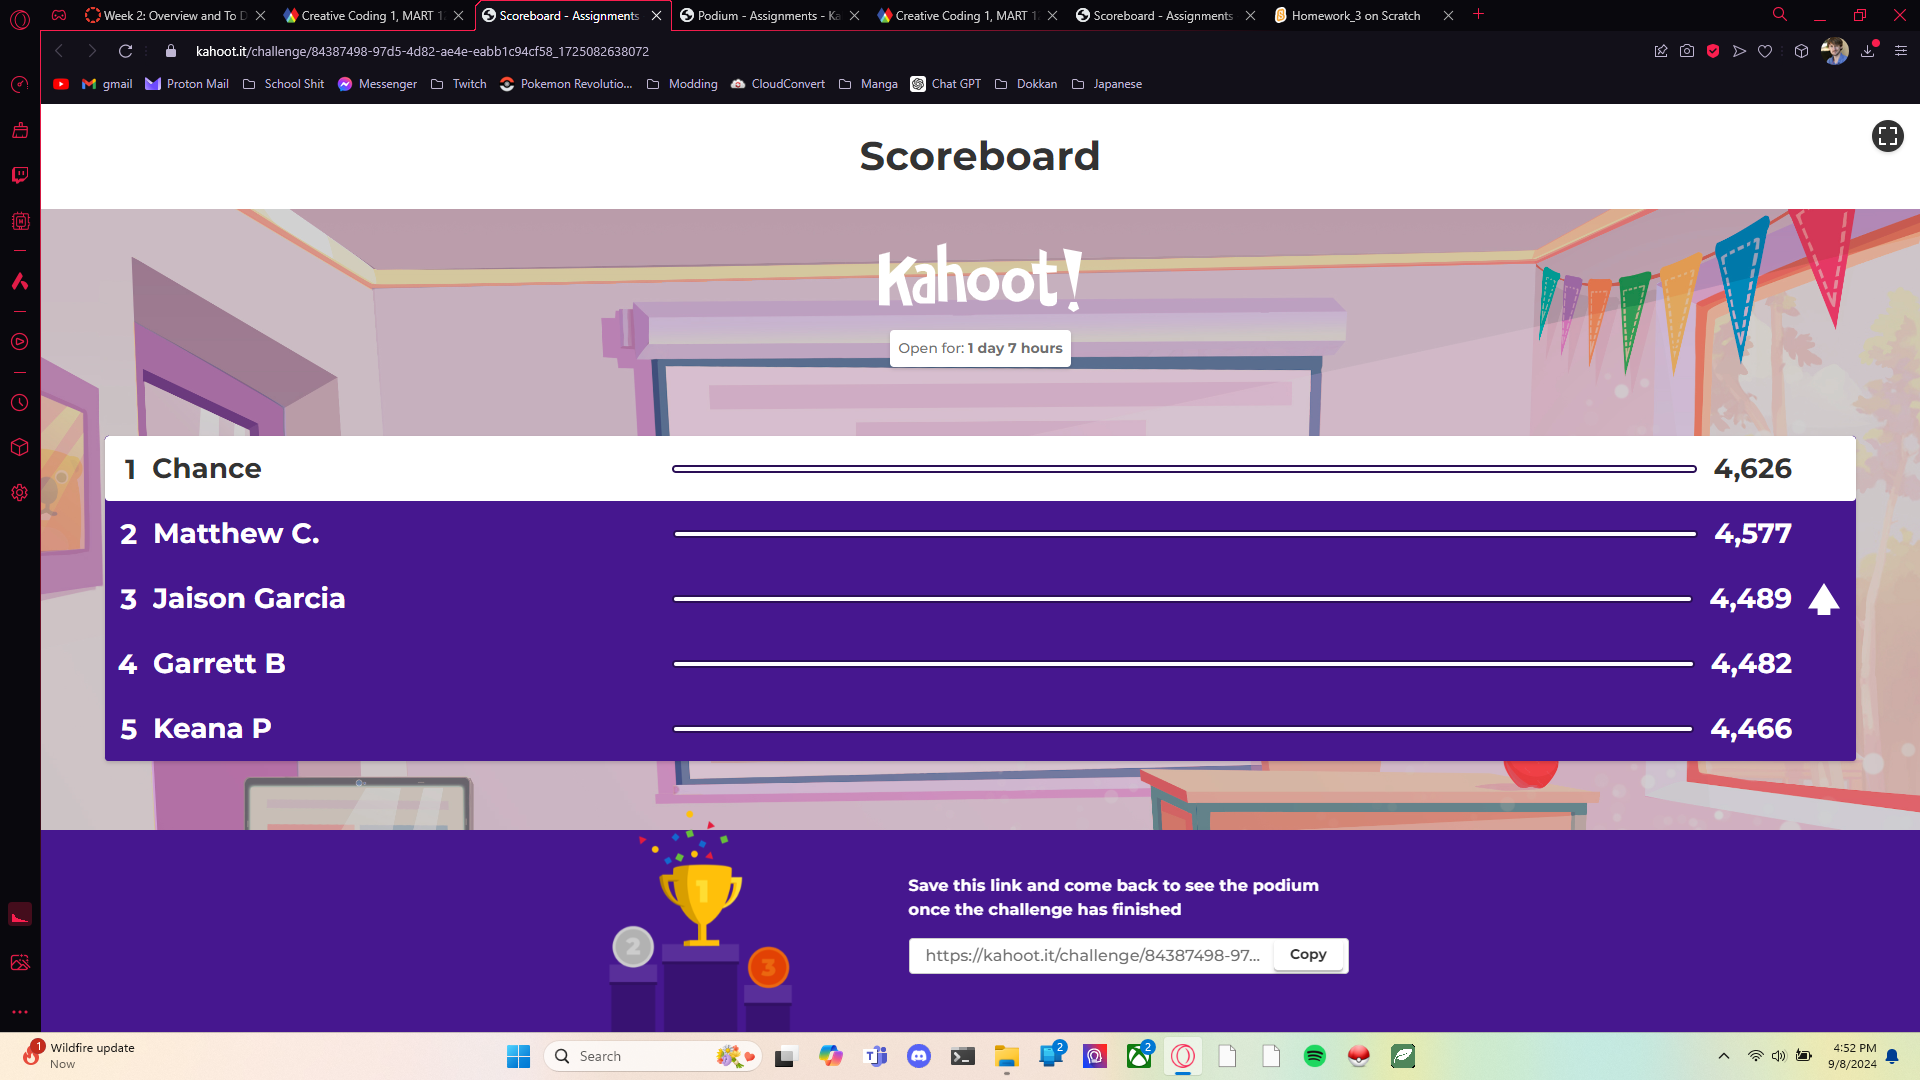 Week 2: Overview and To D
Creative Coding 1, MART 12
Scoreboard - Assignments
Podium - Assignments - Ka
Creative Coding 1, MART 12
Scoreboard - Assignments
Homework_3 on Scratch
kahoot.it/challenge/84387498-97d5-4d82-ae4e-eabb1c94cf58_1725082638072
gmail
Proton Mail
School Shit
Messenger
Twitch
Pokemon Revolutio...
Modding
CloudConvert
Manga
Chat GPT
Dokkan
Japanese
Scoreboard
Kahoot!
Open for: 1 day 7 hours
1 Chance 4,626
2 Matthew C. 4,577
3 Jaison Garcia 4,489
4 Garrett B 4,482
5 Keana P 4,466
1
2
3
Save this link and come back to see the podium
once the challenge has finished
https://kahoot.it/challenge/84387498-97...
Copy
1
Wildfire update
Now
Search
2
2
4:52 PM
9/8/2024